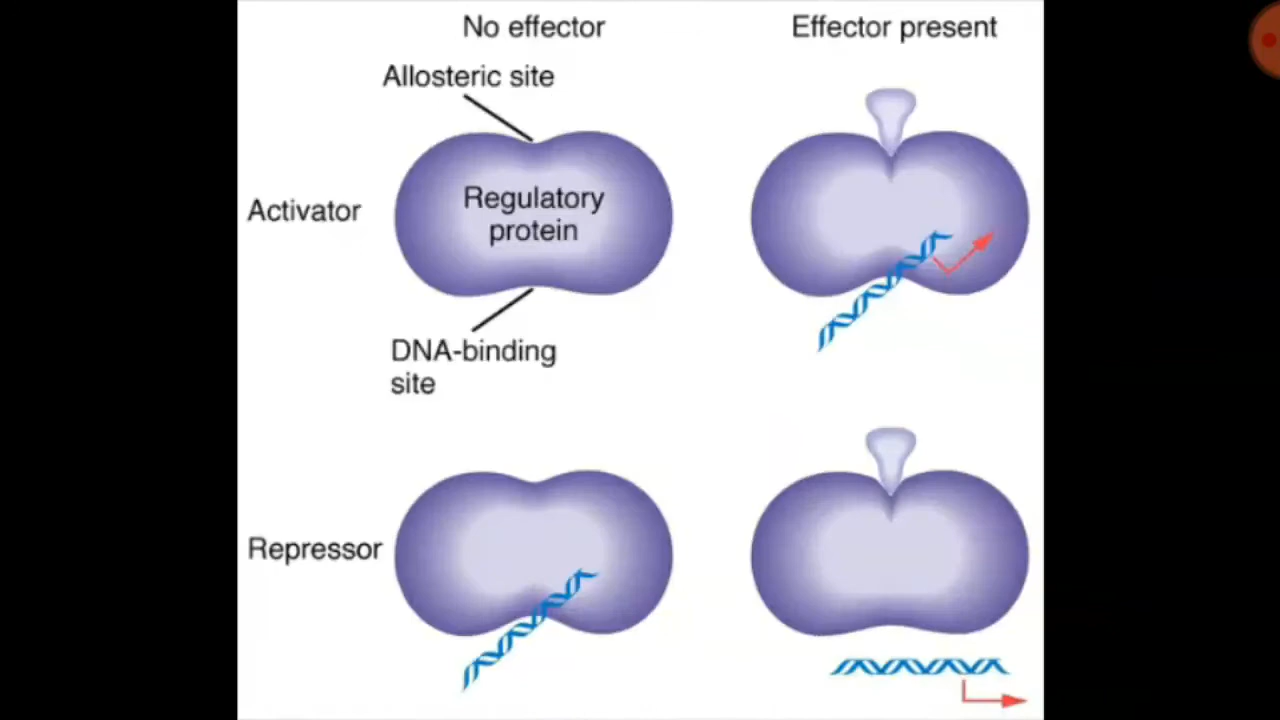 No effector
Effector present
Allosteric site
Activator
Regulatory
protein
DNA-binding
site
Repressor